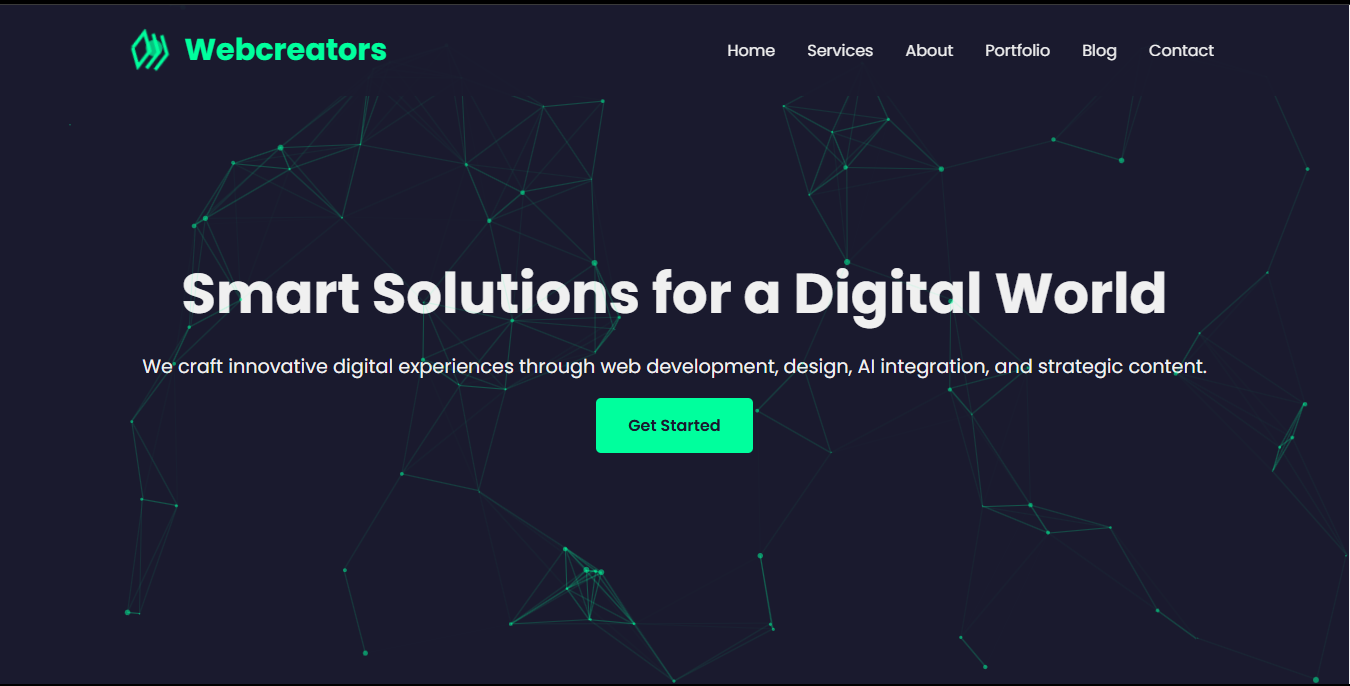 Webcreators
Home Services About Portfolio Blog Contact
Smart Solutions for a Digital World
We craft innovative digital experiences through web development, design, AI integration, and strategic content.
Get Started